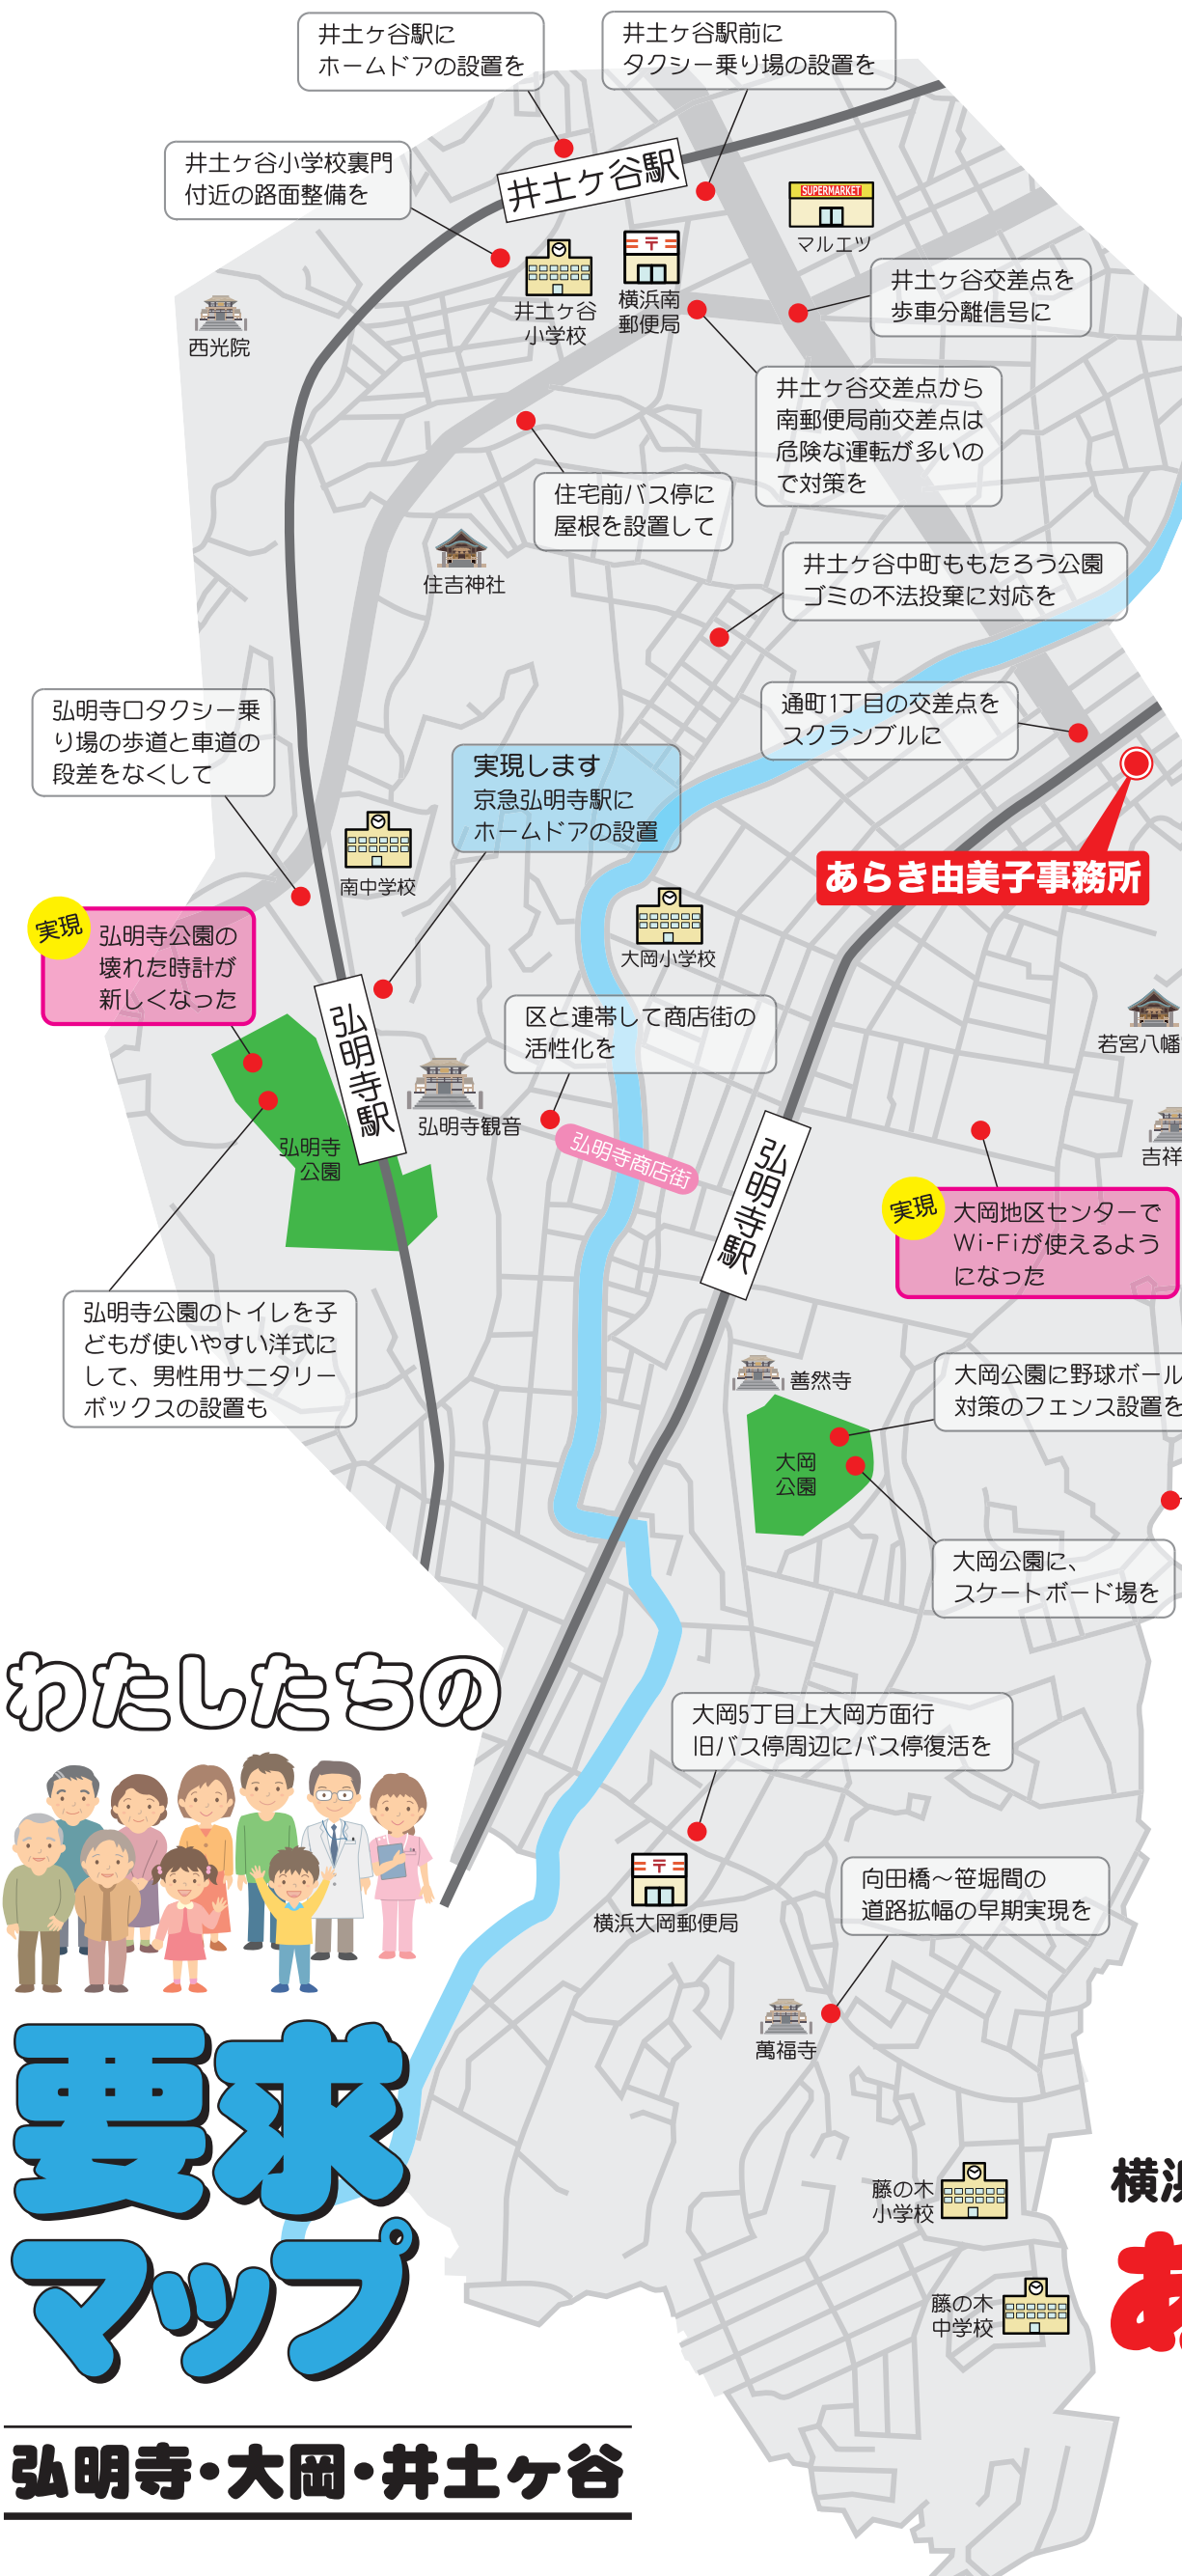 井土ヶ谷駅に
ホームドアの設置を
井土ヶ谷駅前に
タクシー乗り場の設置を
井土ヶ谷小学校裏門
付近の路面整備を
井土ヶ谷駅
SUPERMARKET
マルエツ
井土ヶ谷
小学校
横浜南
郵便局
西光院
井土ヶ谷交差点を
歩車分離信号に
井土ヶ谷交差点から
南郵便局前交差点は
危険な運転が多いの
で対策を
住宅前バス停に
屋根を設置して
住吉神社
井土ヶ谷中町ももたろう公園
ゴミの不法投棄に対応を
通町1丁目の交差点を
スクランブルに
弘明寺口タクシー乗
り場の歩道と車道の
段差をなくして
実現します
京急弘明寺駅に
ホームドアの設置
あらき由美子事務所
南中学校
大岡小学校
実現
弘明寺公園の
壊れた時計が
新しくなった
弘明寺駅
区と連帯して商店街の
活性化を
若宮八幡
弘明寺観音
弘明寺商店街
弘明寺
公園
弘明寺駅
吉祥
実現
大岡地区センターで
Wi-Fiが使えるよう
になった
弘明寺公園のトイレを子
どもが使いやすい洋式に
して、男性用サニタリー
ボックスの設置も
善然寺
大岡公園に野球ボール
対策のフェンス設置を
大岡
公園
大岡公園に、
スケートボード場を
わたしたちの
大岡5丁目上大岡方面行
旧バス停周辺にバス停復活を
横浜大岡郵便局
向田橋～笹堀間の
道路拡幅の早期実現を
萬福寺
要求
マップ
藤の木
小学校
藤の木
中学校
横浜
あ
弘明寺・大岡・井土ヶ谷